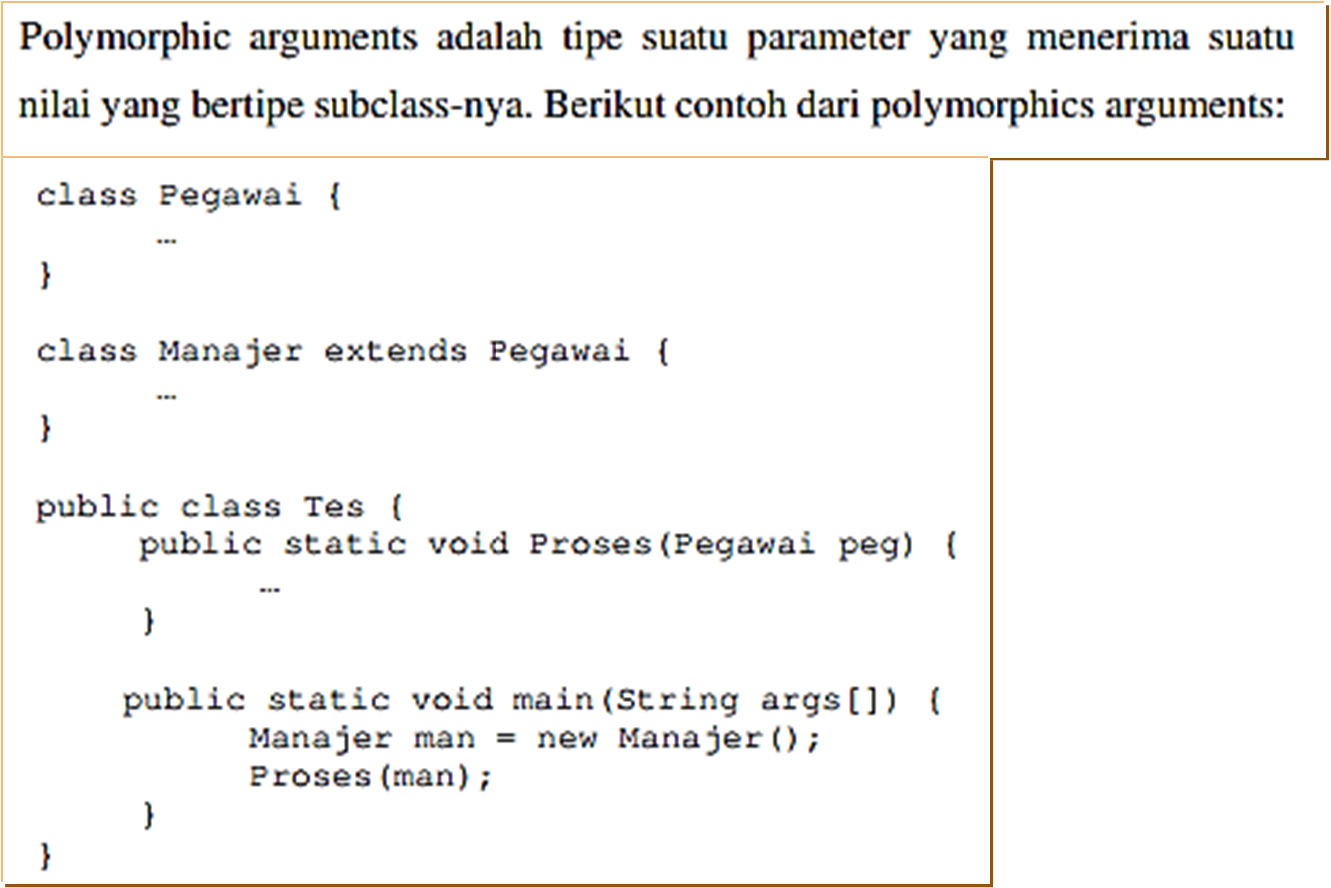 Polymorphic arguments adalah tipe suatu parameter yang menerima suatu
nilai yang bertipe subclass-nya. Berikut contoh dari polymorphics arguments:
class Pegawai {
…
}
class Manajer extends Pegawai {
…
}
public class Tes {
public static void Proses(Pegawai peg) {
…
}
public static void main(String args[]) {
Manajer man = new Manajer();
Proses(man);
}
}